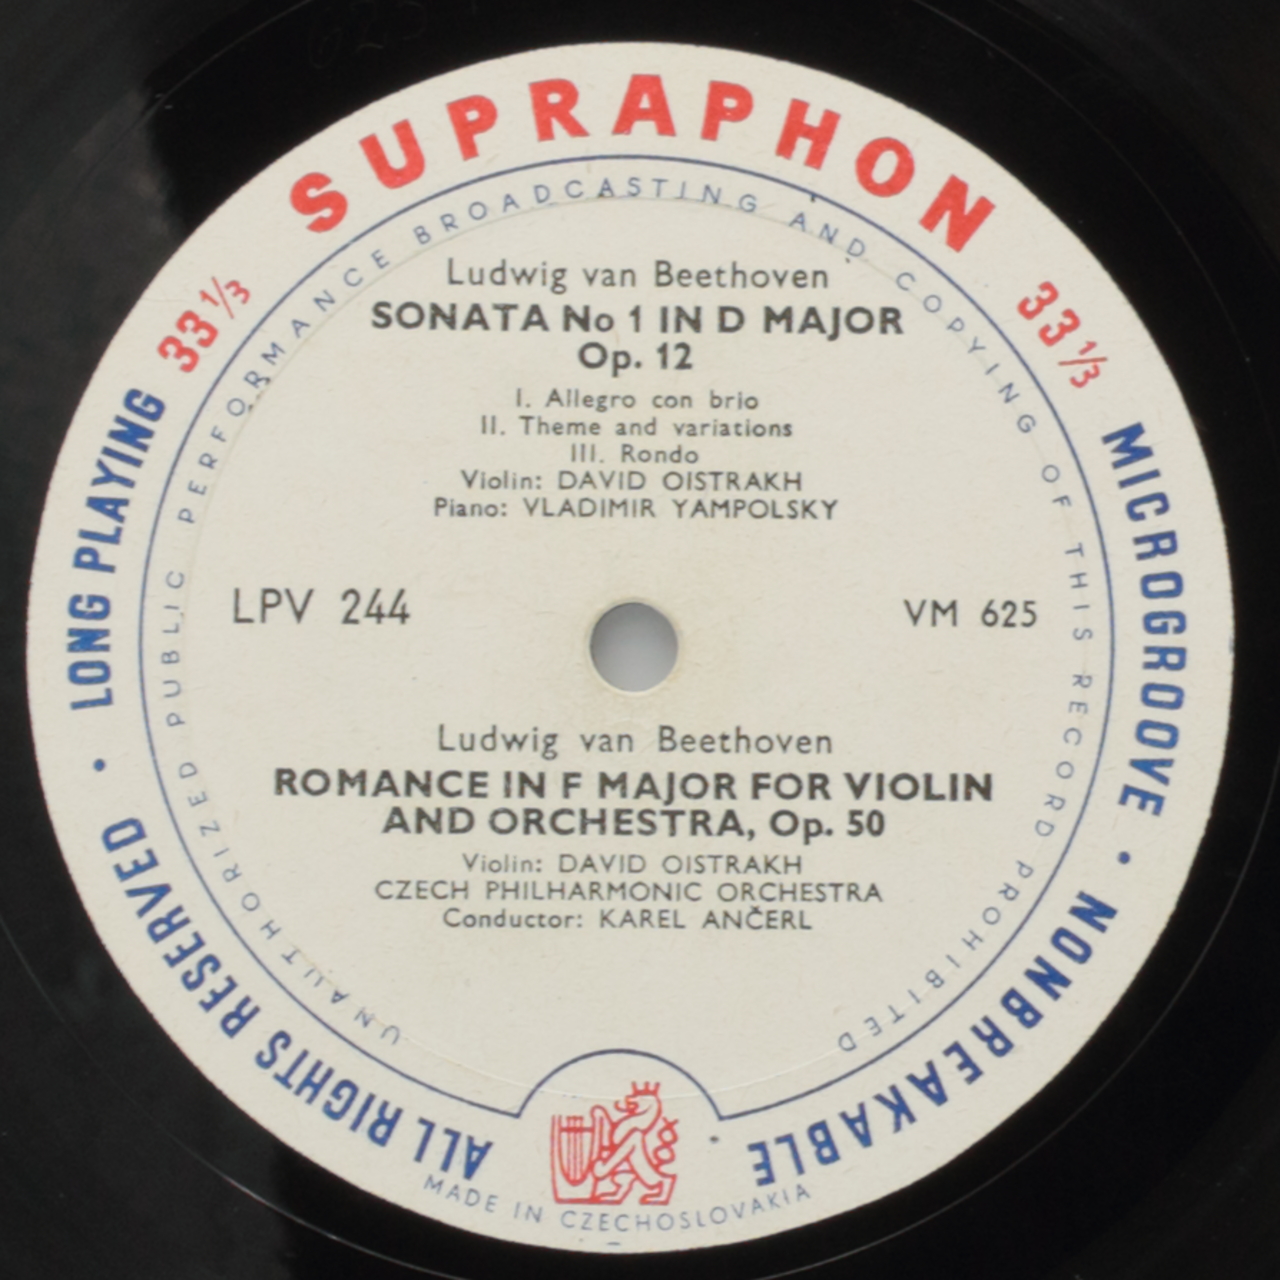 SUPRAPHON
33⅓
33⅓
LONG PLAYING
MICROGROOVE • NONBREAKABLE
ALL RIGHTS RESERVED •
UNAUTHORIZED PUBLIC PERFORMANCE BROADCASTING AND COPYING OF THIS RECORD PROHIBITED
Ludwig van Beethoven
SONATA No 1 IN D MAJOR
Op. 12
I. Allegro con brio
II. Theme and variations
III. Rondo
Violin: DAVID OISTRAKH
Piano: VLADIMIR YAMPOLSKY
LPV 244
VM 625
Ludwig van Beethoven
ROMANCE IN F MAJOR FOR VIOLIN
AND ORCHESTRA, Op. 50
Violin: DAVID OISTRAKH
CZECH PHILHARMONIC ORCHESTRA
Conductor: KAREL ANČERL
MADE IN CZECHOSLOVAKIA